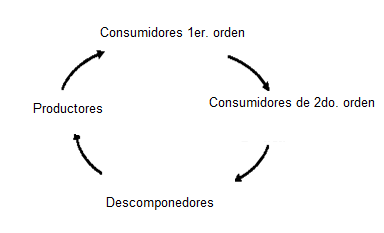 Consumidores 1er. orden
Productores
Consumidores de 2do. orden
Descomponedores